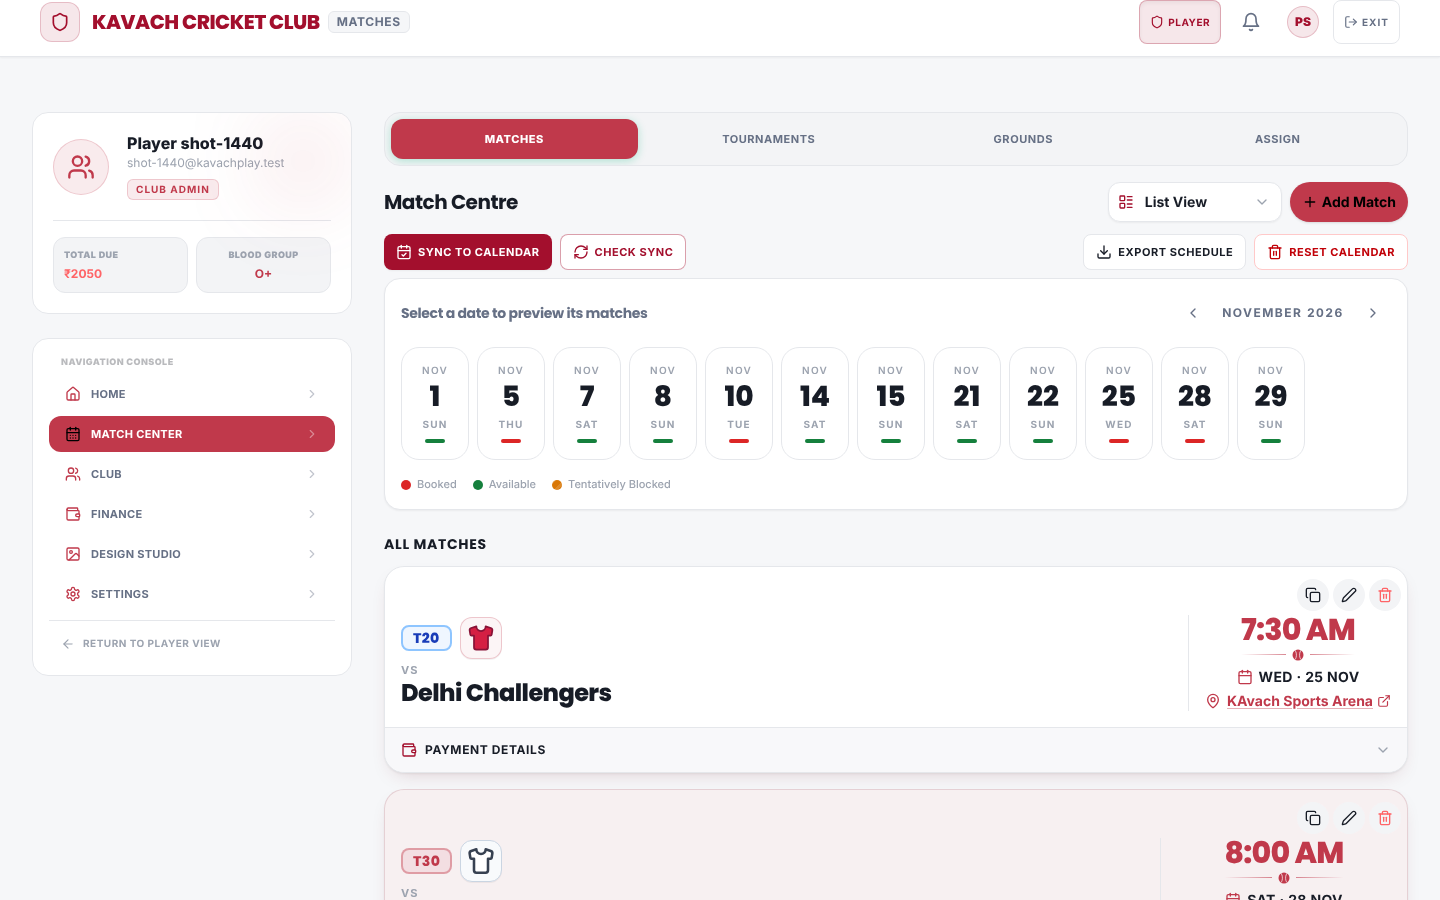 KAVACH CRICKET CLUB MATCHES PLAYER PS EXIT
Player shot-1440
shot-1440@kavachplay.test
CLUB ADMIN
TOTAL DUE
₹2050
BLOOD GROUP
O+
NAVIGATION CONSOLE
HOME
MATCH CENTER
CLUB
FINANCE
DESIGN STUDIO
SETTINGS
RETURN TO PLAYER VIEW
MATCHES TOURNAMENTS GROUNDS ASSIGN
Match Centre List View + Add Match
SYNC TO CALENDAR CHECK SYNC EXPORT SCHEDULE RESET CALENDAR
Select a date to preview its matches NOVEMBER 2026
NOV NOV NOV NOV NOV NOV NOV NOV NOV NOV NOV NOV
1 5 7 8 10 14 15 21 22 25 28 29
SUN THU SAT SUN TUE SAT SUN SAT SUN WED SAT SUN
Booked Available Tentatively Blocked
ALL MATCHES
T20
VS
Delhi Challengers
7:30 AM
WED · 25 NOV
KAvach Sports Arena
PAYMENT DETAILS
T30
VS
8:00 AM
SAT · 28 NOV